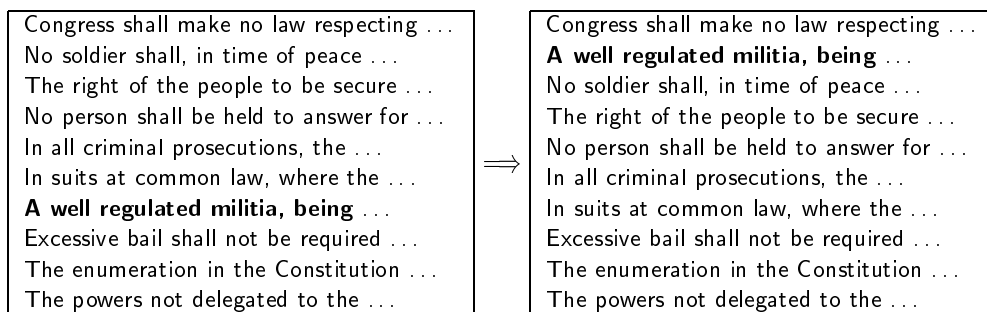 Congress shall make no law respecting ...
No soldier shall, in time of peace ...
The right of the people to be secure ...
No person shall be held to answer for ...
In all criminal prosecutions, the ...
In suits at common law, where the ...
A well regulated militia, being ...
Excessive bail shall not be required ...
The enumeration in the Constitution ...
The powers not delegated to the ...
⟹
Congress shall make no law respecting ...
A well regulated militia, being ...
No soldier shall, in time of peace ...
The right of the people to be secure ...
No person shall be held to answer for ...
In all criminal prosecutions, the ...
In suits at common law, where the ...
Excessive bail shall not be required ...
The enumeration in the Constitution ...
The powers not delegated to the ...